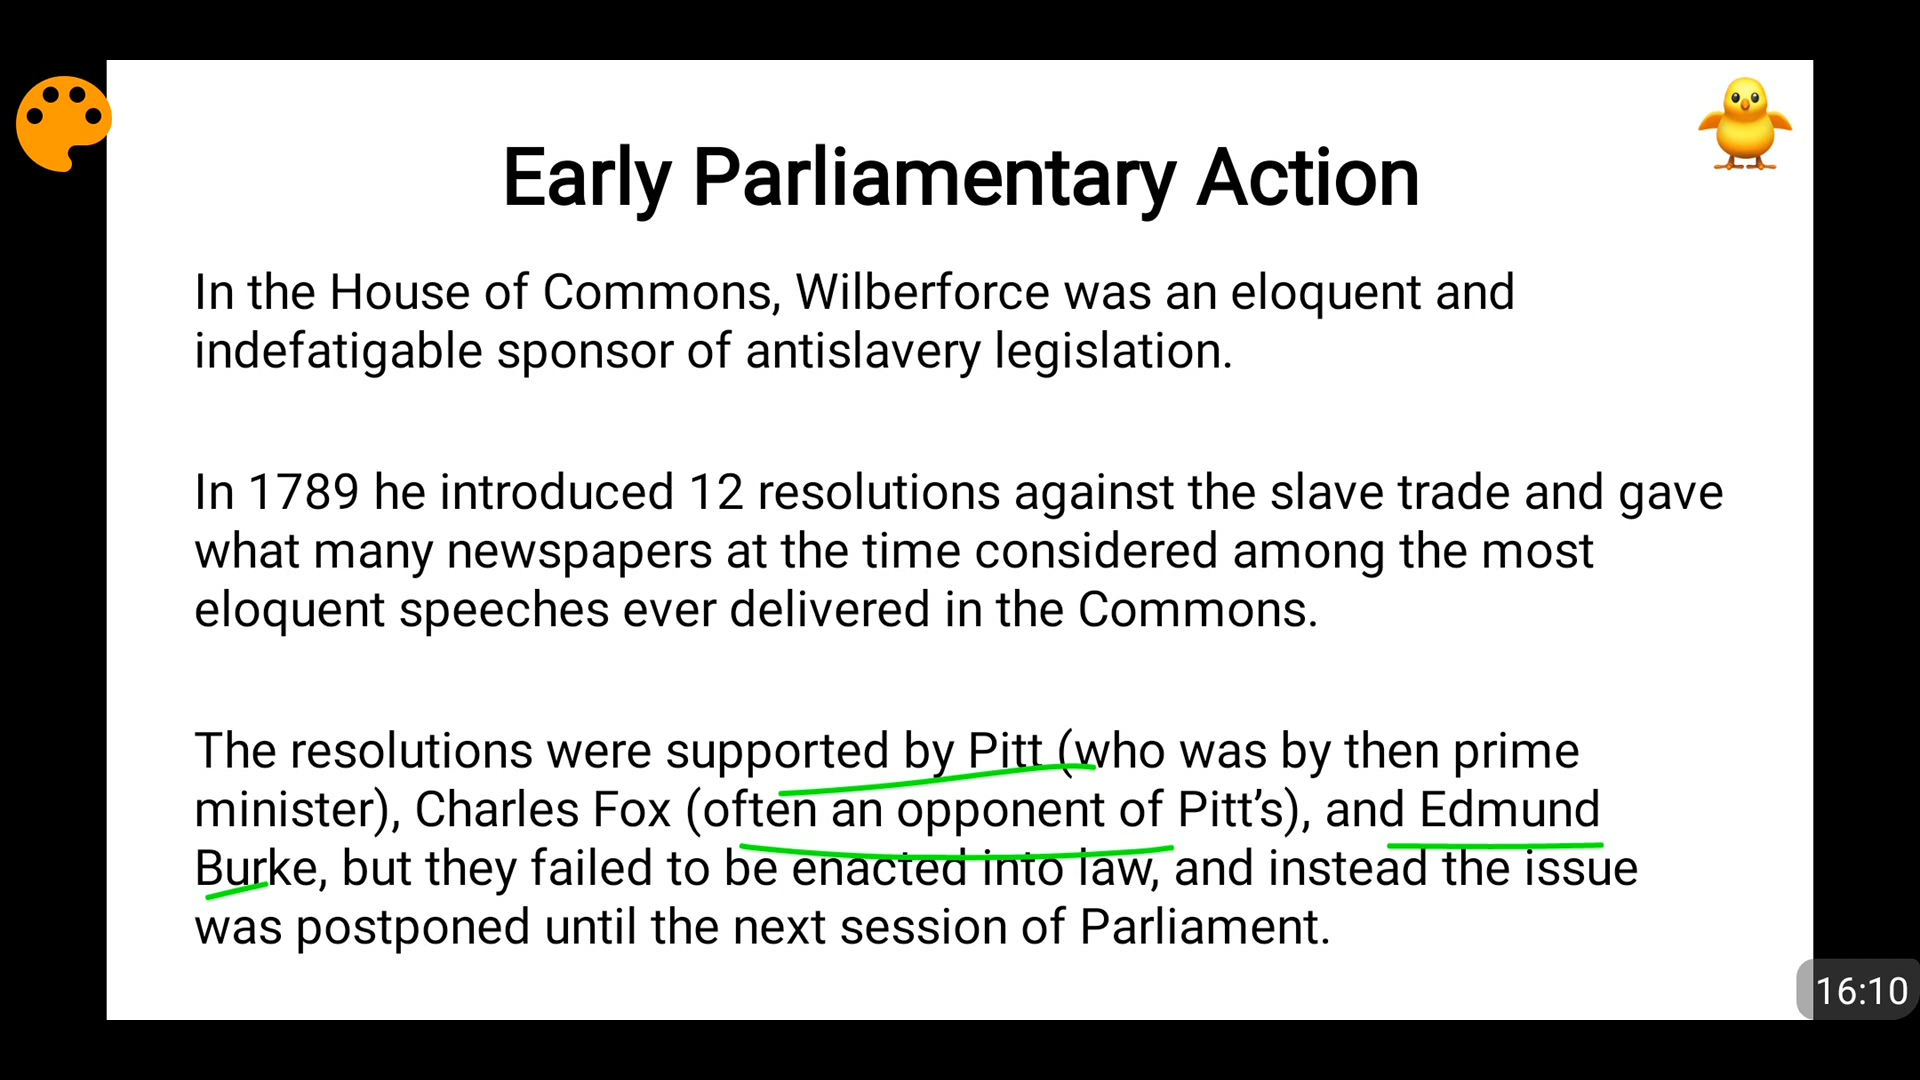 Early Parliamentary Action
In the House of Commons, Wilberforce was an eloquent and
indefatigable sponsor of antislavery legislation.
In 1789 he introduced 12 resolutions against the slave trade and gave
what many newspapers at the time considered among the most
eloquent speeches ever delivered in the Commons.
The resolutions were supported by Pitt (who was by then prime
minister), Charles Fox (often an opponent of Pitt’s), and Edmund
Burke, but they failed to be enacted into law, and instead the issue
was postponed until the next session of Parliament.
16:10